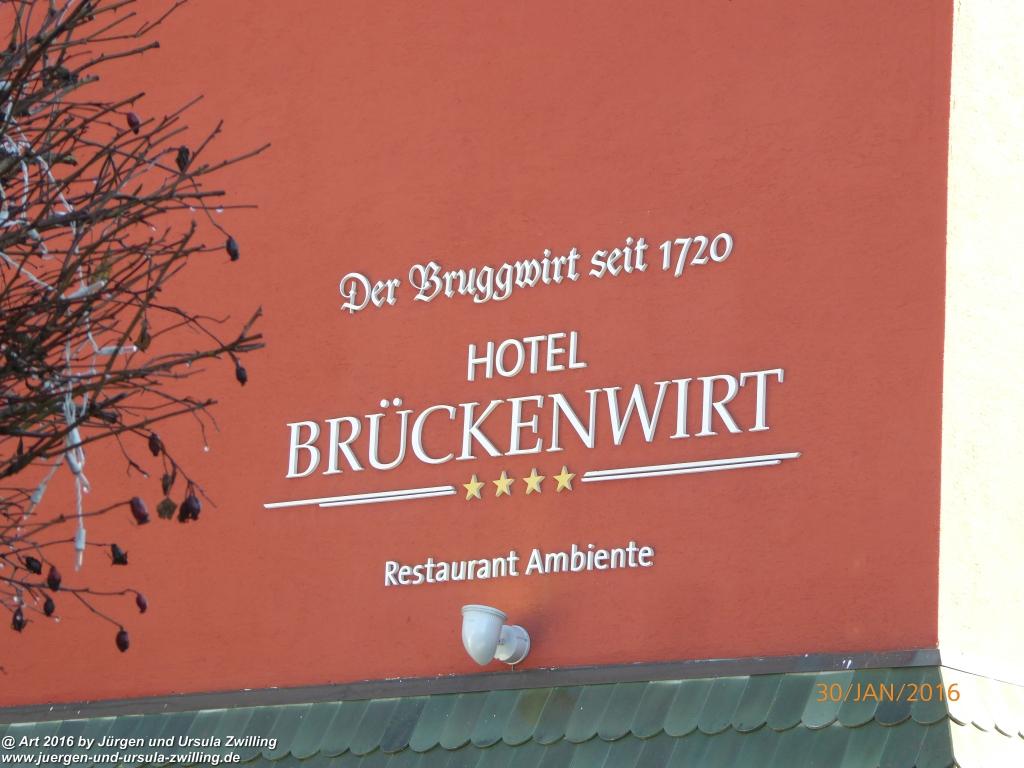 Der Bruggwirt seit 1720
HOTEL
BRÜCKENWIRT
Restaurant Ambiente
30/JAN/2016
@ Art 2016 by Jürgen und Ursula Zwilling
www.juergen-und-ursula-zwilling.de